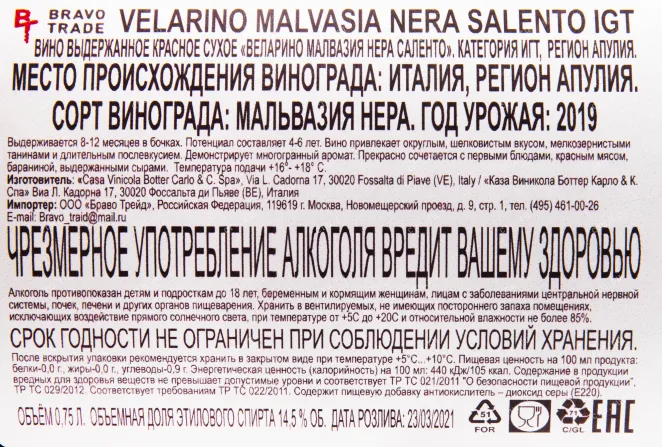 BRAVO TRADE VELARINO MALVASIA NERA SALENTO IGT
ВИНО ВЫДЕРЖАННОЕ КРАСНОЕ СУХОЕ «ВЕЛАРИНО МАЛВАЗИЯ НЕРА САЛЕНТО». КАТЕГОРИЯ ИГТ, РЕГИОН АПУЛИЯ.
МЕСТО ПРОИСХОЖДЕНИЯ ВИНОГРАДА: ИТАЛИЯ, РЕГИОН АПУЛИЯ.
СОРТ ВИНОГРАДА: МАЛЬВАЗИЯ НЕРА. ГОД УРОЖАЯ: 2019
Выдерживается 8-12 месяцев в бочках. Потенциал составляет 4-6 лет. Вино привлекает округлым, шелковистым вкусом, мелкозернистыми
танинами и длительным послевкусием. Демонстрирует многогранный аромат. Прекрасно сочетается с первыми блюдами, красным мясом,
бараниной, выдержанными сырами. Температура подачи +16°- +18° С.
Изготовитель: «Casa Vinicola Botter Carlo & C. Spa», Via L. Cadorna 17, 30020 Fossalta di Piave (VE), Italy / «Каза Виникола Боттер Карло & К.
Спа» Виа Л. Кадорна 17, 30020 Фоссальта ди Пьяве (ВЕ), Италия
Импортер: ООО «Браво Трейд», Российская Федерация, 119619 г. Москва, Новомещерский проезд, д. 9, стр. 1, тел. (495) 461-00-26
E-mail: Bravo_traid@mail.ru
ЧРЕЗМЕРНОЕ УПОТРЕБЛЕНИЕ АЛКОГОЛЯ ВРЕДИТ ВАШЕМУ ЗДОРОВЬЮ
Алкоголь противопоказан детям и подросткам до 18 лет, беременным и кормящим женщинам, лицам с заболеваниями центральной нервной
системы, почек, печени и других органов пищеварения. Хранить в вентилируемых, не имеющих постороннего запаха помещениях,
исключающих воздействие прямого солнечного света, при температуре от +5С до +20С и относительной влажности не более 85%.
СРОК ГОДНОСТИ НЕ ОГРАНИЧЕН ПРИ СОБЛЮДЕНИИ УСЛОВИЙ ХРАНЕНИЯ.
После вскрытия упаковки рекомендуется хранить в закрытом виде при температуре +5°С...+10°С. Пищевая ценность на 100 мл продукта:
белки-0,0 г., жиры-0,0 г., углеводы-0,9 г. Энергетическая ценность (калорийность) на 100 мл: 440 кДж/105 ккал. Содержание в продукции
вредных для здоровья веществ не превышает допустимые уровни и соответствует ТР ТС 021/2011 "О безопасности пищевой продукции",
ТР ТС 029/2012. Соответствует требованиям ТР ТС 022/2011. Содержит пищевую добавку антиокислитель – диоксид серы (Е220).
ОБЪЁМ 0,75 Л. ОБЪЕМНАЯ ДОЛЯ ЭТИЛОВОГО СПИРТА 14,5 % ОБ. ДАТА РОЗЛИВА: 23/03/2021 51 FOR 71 C/GL EAC